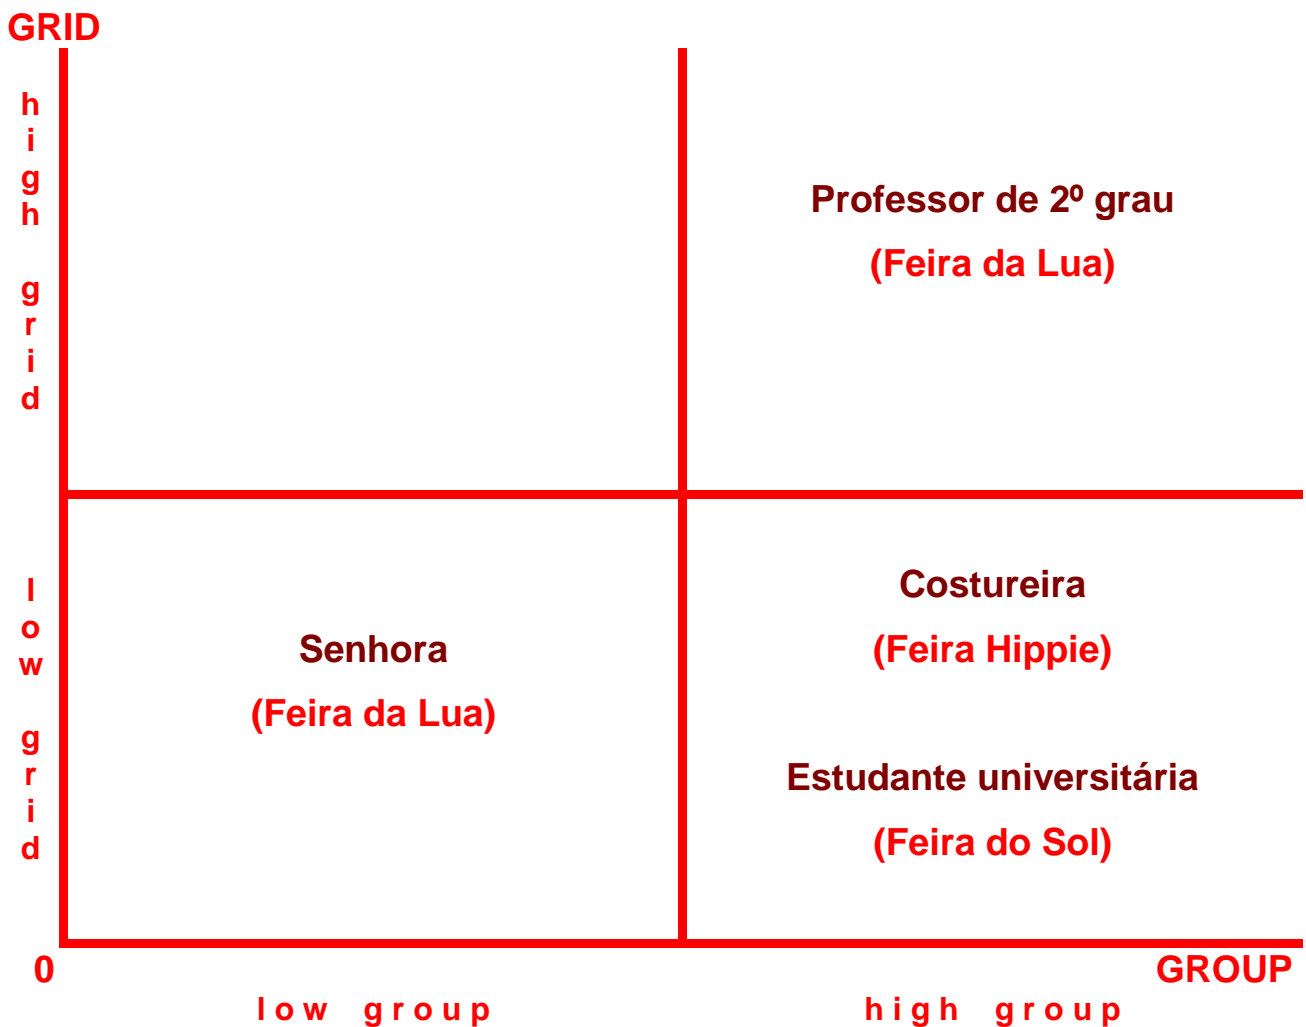 GRID
high grid
Professor de 2º grau
(Feira da Lua)
low grid
Senhora
(Feira da Lua)
Costureira
(Feira Hippie)
Estudante universitária
(Feira do Sol)
0
GROUP
low group
high group